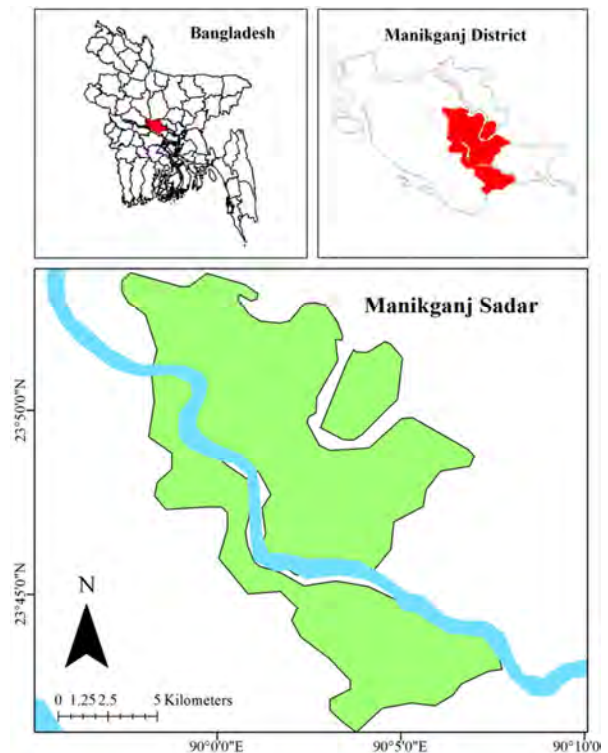 Bangladesh
Manikganj District
Manikganj Sadar
23°50'0"N
23°45'0"N
N
0 1.25 2.5 5 Kilometers
90°0'0"E
90°5'0"E
90°10'0"E